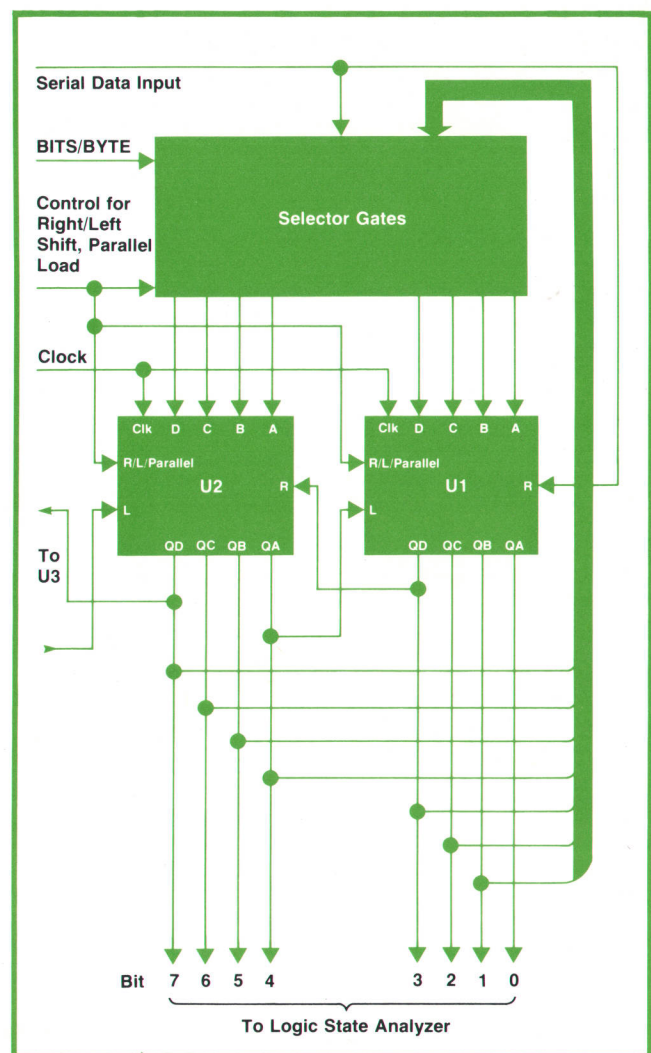 Serial Data Input
BITS/BYTE
Control for
Right/Left
Shift, Parallel
Load
Selector Gates
Clock
Clk D C B A
Clk D C B A
R/L/Parallel
U2
R
L
QD QC QB QA
R/L/Parallel
U1
R
L
QD QC QB QA
To
U3
Bit 7 6 5 4 3 2 1 0
To Logic State Analyzer